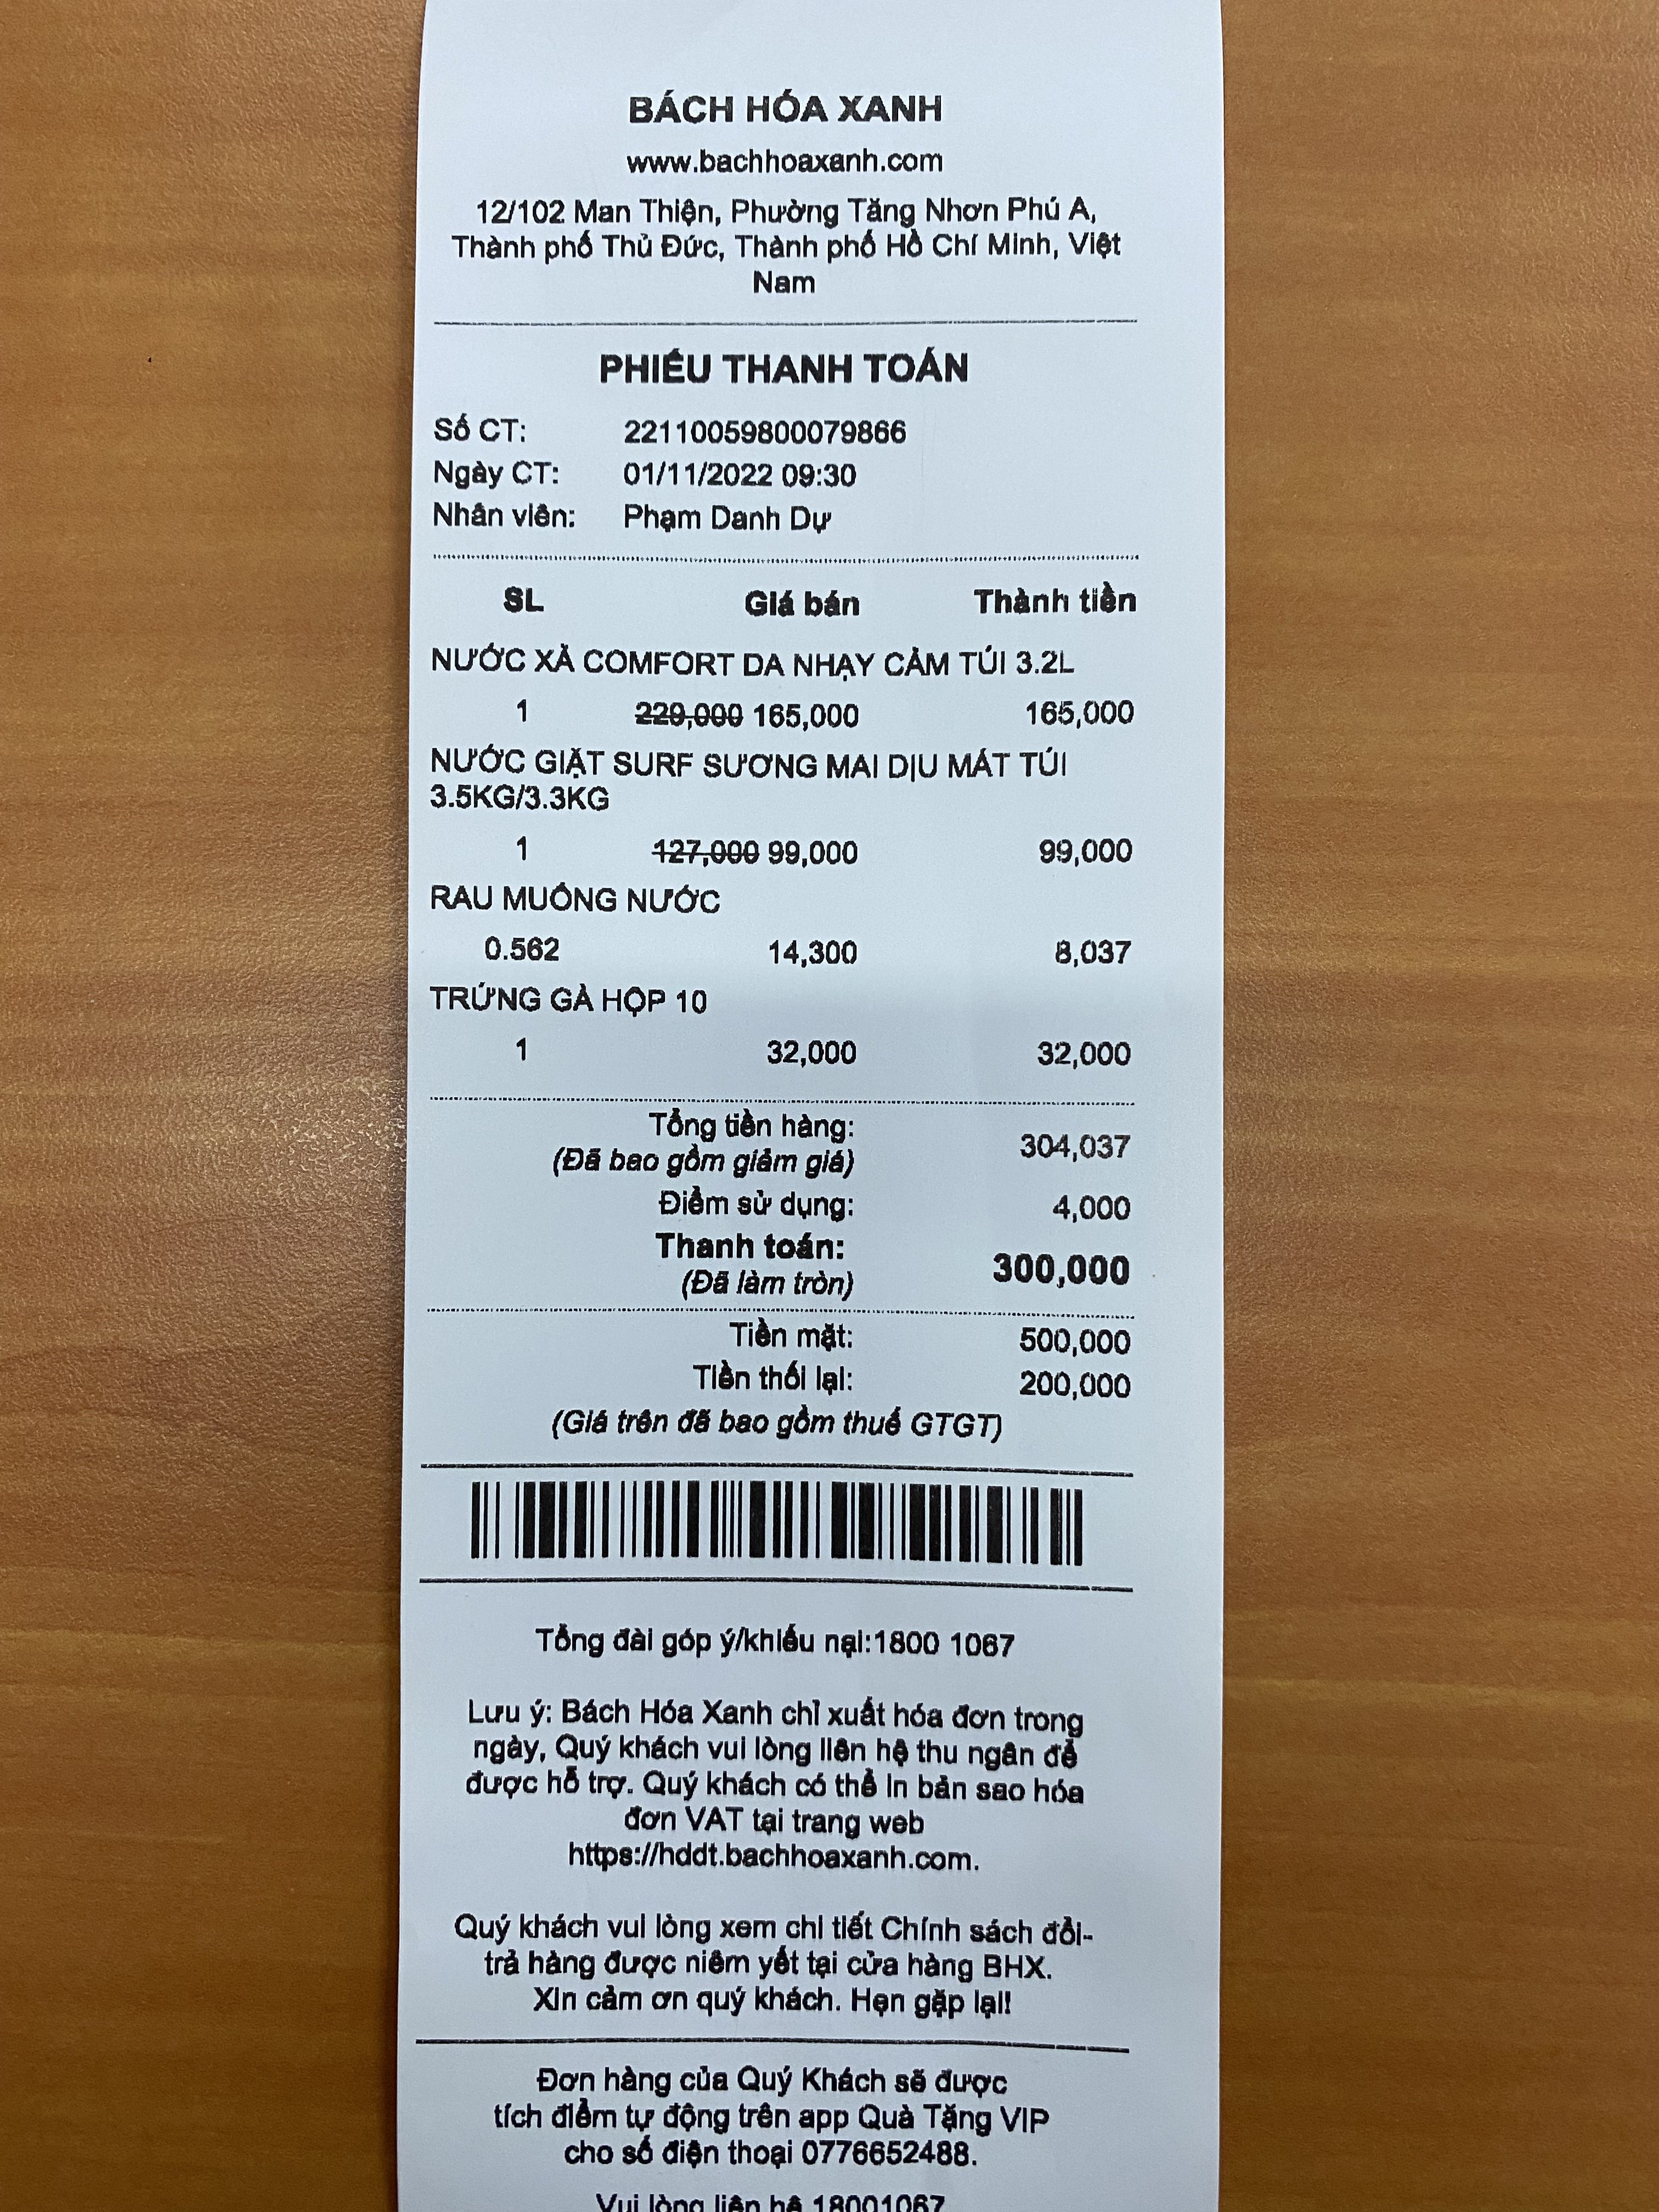 BÁCH HÓA XANH
www.bachhoaxanh.com
12/102 Man Thiện, Phường Tăng Nhơn Phú A,
Thành phố Thủ Đức, Thành phố Hồ Chí Minh, Việt
Nam
PHIẾU THANH TOÁN
Số CT: 22110059800079866
Ngày CT: 01/11/2022 09:30
Nhân viên: Phạm Danh Dự
SL Giá bán Thành tiền
NƯỚC XẢ COMFORT DA NHẠY CẢM TÚI 3.2L
1 229,000 165,000 165,000
NƯỚC GIẶT SURF SƯƠNG MAI DỊU MÁT TÚI
3.5KG/3.3KG
1 127,000 99,000 99,000
RAU MUỐNG NƯỚC
0.562 14,300 8,037
TRỨNG GÀ HỘP 10
1 32,000 32,000
Tổng tiền hàng: 304,037
(Đã bao gồm giảm giá)
Điểm sử dụng: 4,000
Thanh toán: 300,000
(Đã làm tròn)
Tiền mặt: 500,000
Tiền thối lại: 200,000
(Giá trên đã bao gồm thuế GTGT)
Tổng đài góp ý/khiếu nại:1800 1067
Lưu ý: Bách Hóa Xanh chỉ xuất hóa đơn trong
ngày, Quý khách vui lòng liên hệ thu ngân để
được hỗ trợ. Quý khách có thể in bản sao hóa
đơn VAT tại trang web
https://hddt.bachhoaxanh.com.
Quý khách vui lòng xem chi tiết Chính sách đổi-
trả hàng được niêm yết tại cửa hàng BHX.
Xin cảm ơn quý khách. Hẹn gặp lại!
Đơn hàng của Quý Khách sẽ được
tích điểm tự động trên app Quà Tặng VIP
cho số điện thoại 0776652488.
Vui lòng liên hệ 18001067